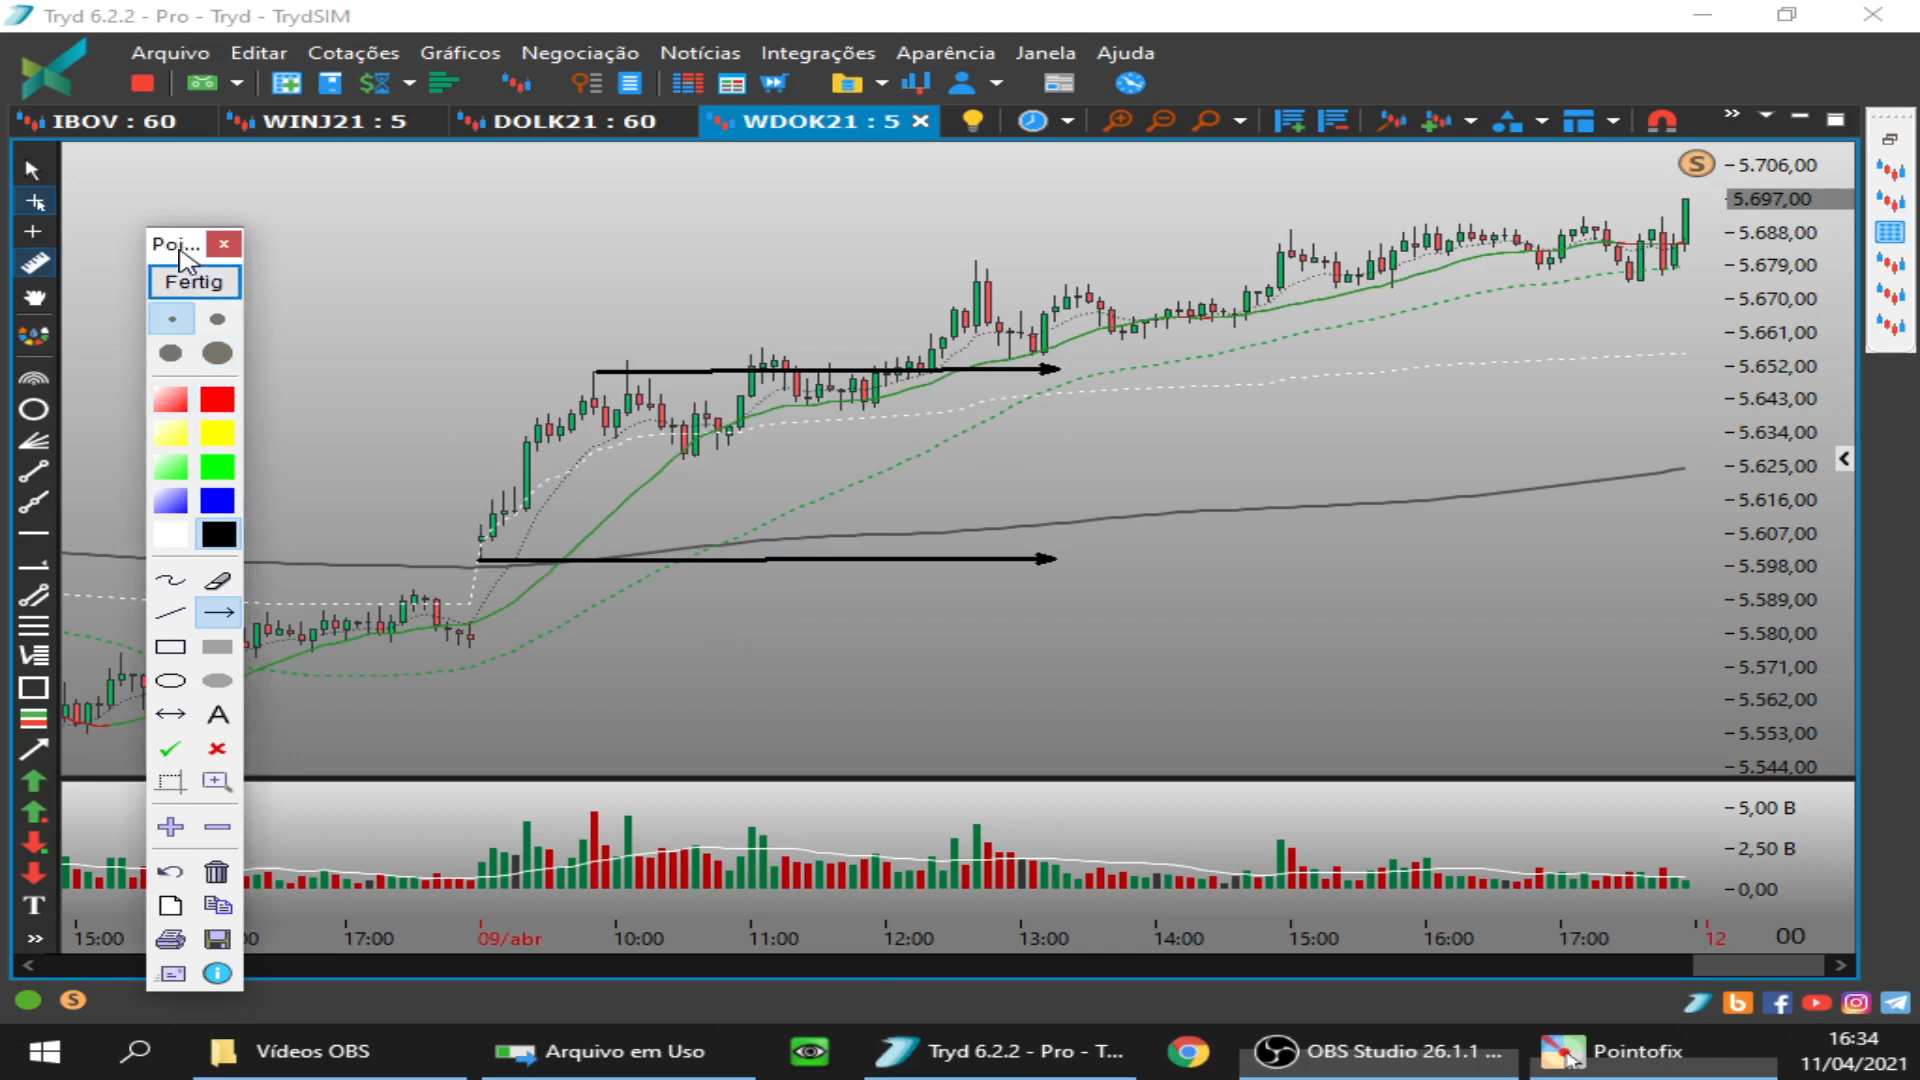 Tryd 6.2.2 - Pro - Tryd - TrydSIM
Arquivo Editar Cotações Gráficos Negociação Notícias Integrações Aparência Janela Ajuda
IBOV : 60 WINJ21 : 5 DOLK21 : 60 WDOK21 : 5
Poi...
Fertig
S
5.706,00
5.697,00
5.688,00
5.679,00
5.670,00
5.661,00
5.652,00
5.643,00
5.634,00
5.625,00
5.616,00
5.607,00
5.598,00
5.589,00
5.580,00
5.571,00
5.562,00
5.553,00
5.544,00
5,00 B
2,50 B
0,00
A
T
15:00 00 17:00 09/abr 10:00 11:00 12:00 13:00 14:00 15:00 16:00 17:00 12 00
S
Vídeos OBS Arquivo em Uso Tryd 6.2.2 - Pro - T... OBS Studio 26.1.1 ... Pointofix
16:34
11/04/2021